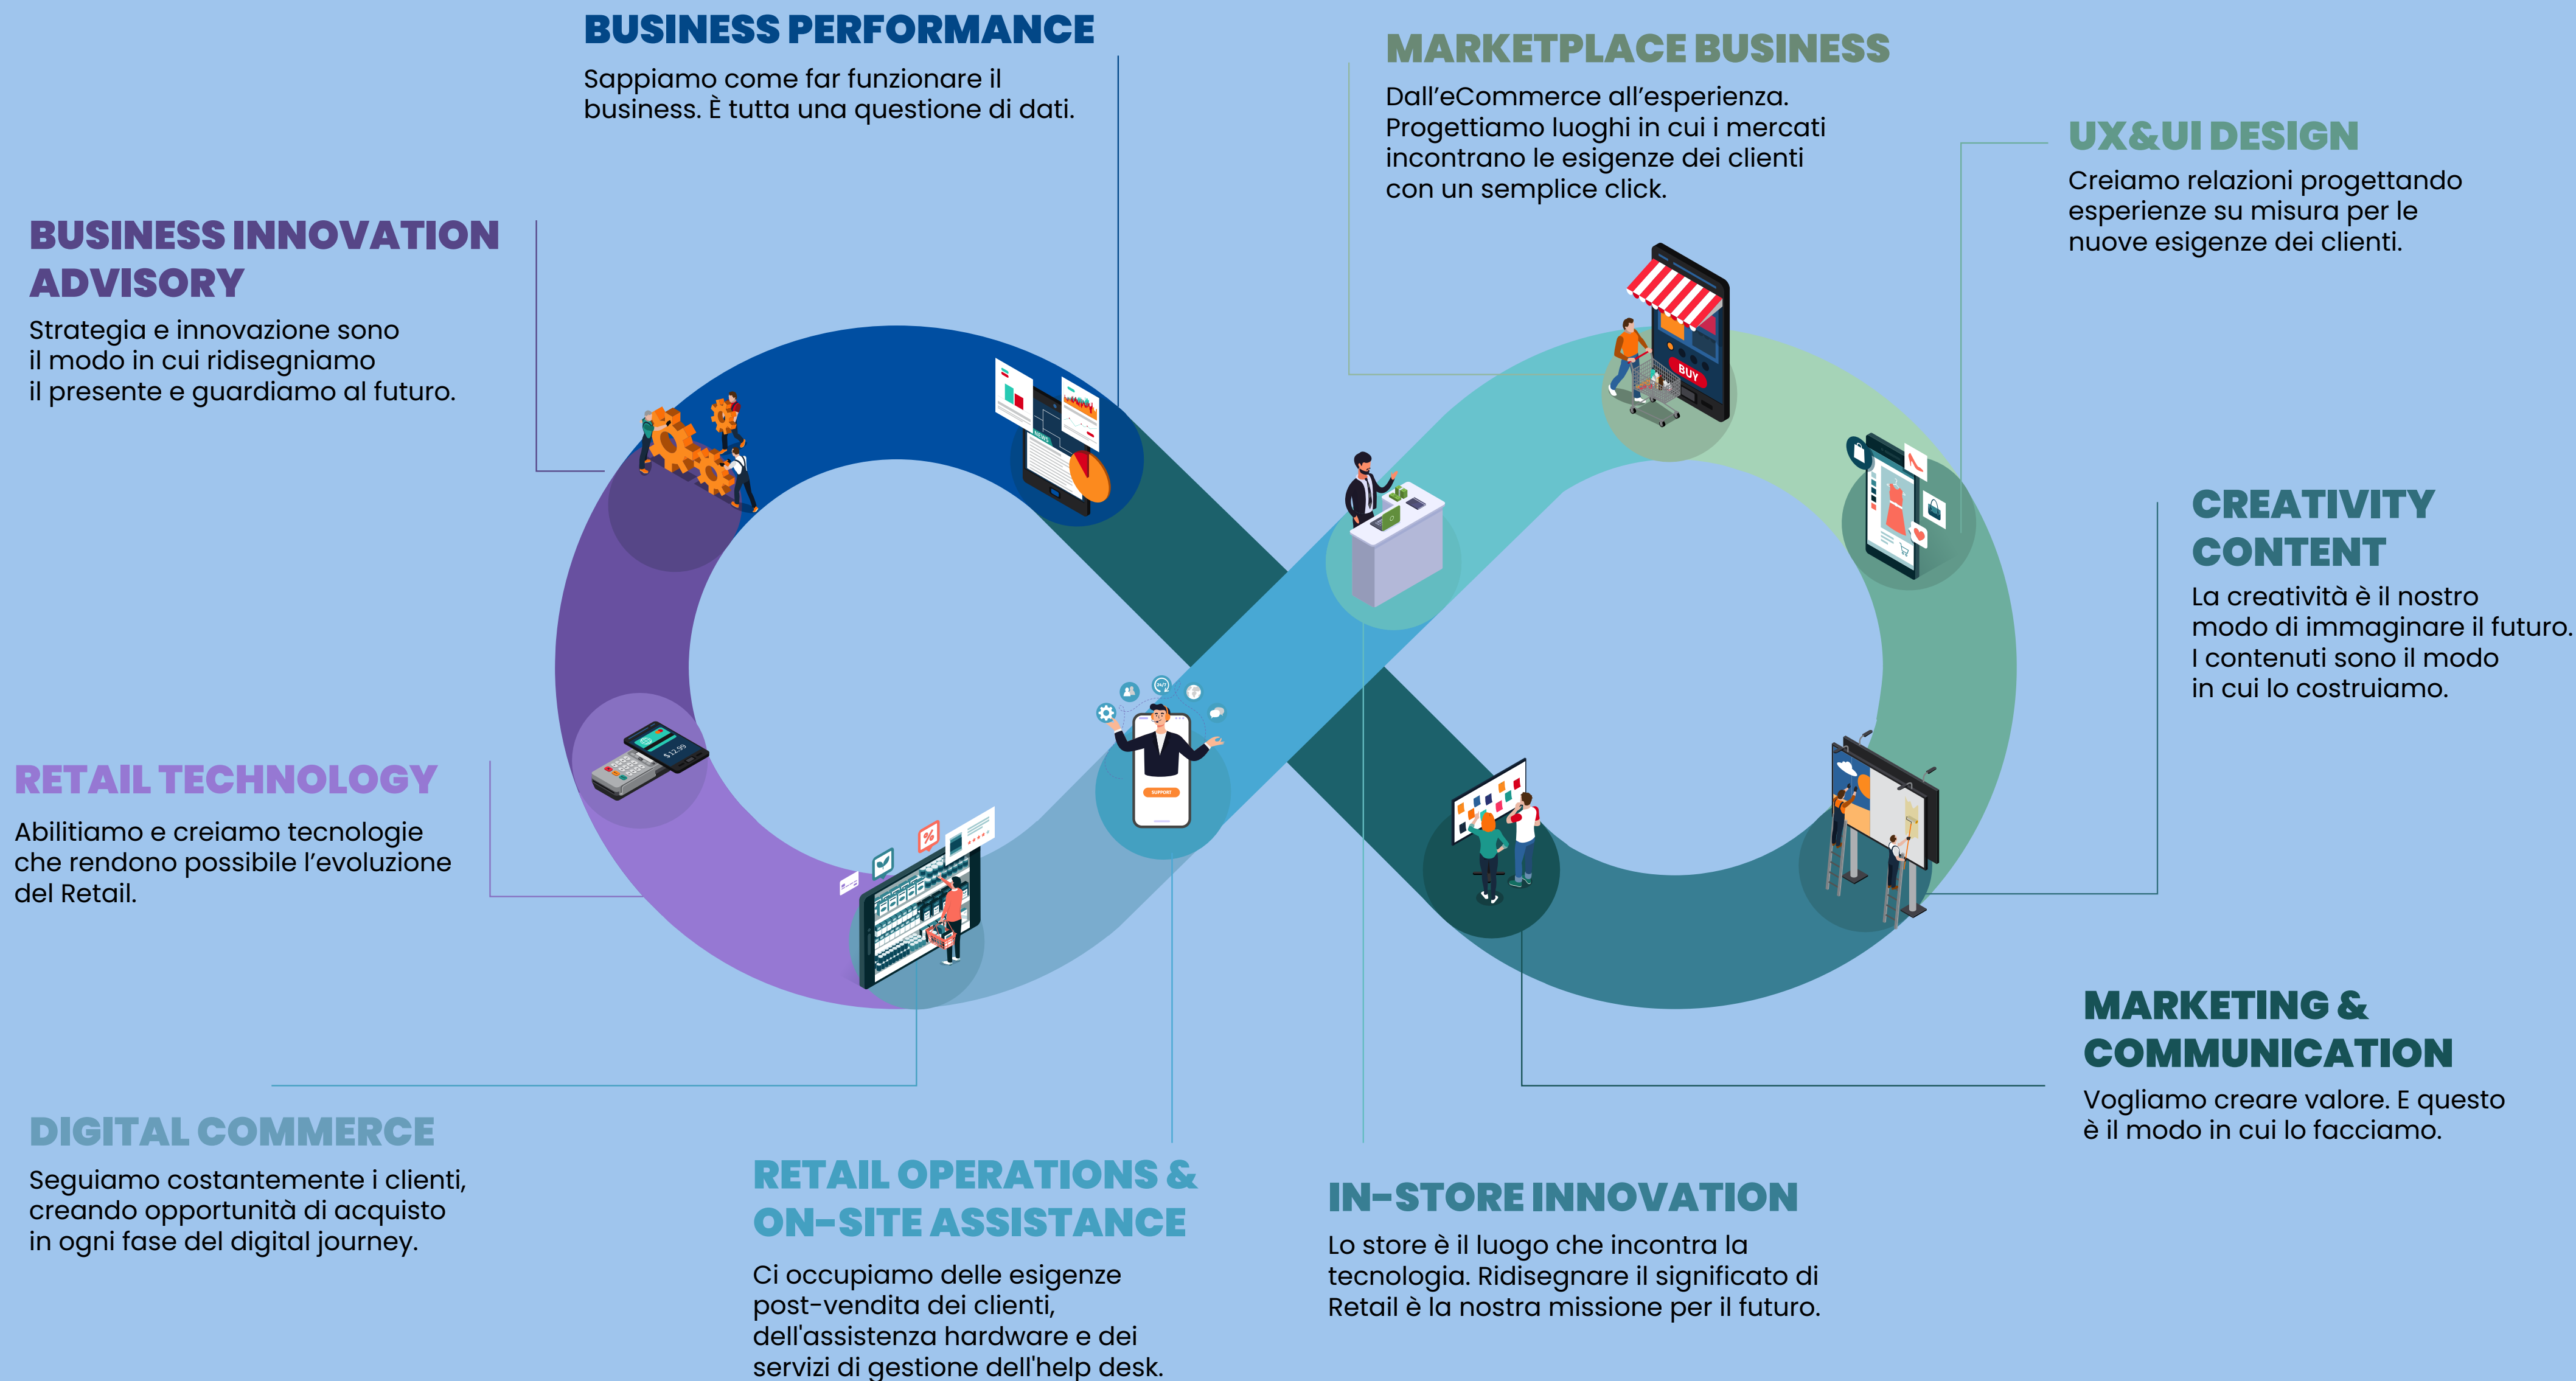 BUSINESS PERFORMANCE
Sappiamo come far funzionare il
business. È tutta una questione di dati.
MARKETPLACE BUSINESS
Dall’eCommerce all’esperienza.
Progettiamo luoghi in cui i mercati
incontrano le esigenze dei clienti
con un semplice click.
UX&UI DESIGN
Creiamo relazioni progettando
esperienze su misura per le
nuove esigenze dei clienti.
BUSINESS INNOVATION
ADVISORY
Strategia e innovazione sono
il modo in cui ridisegniamo
il presente e guardiamo al futuro.
NEWS
BUY
CREATIVITY
CONTENT
La creatività è il nostro
modo di immaginare il futuro.
I contenuti sono il modo
in cui lo costruiamo.
RETAIL TECHNOLOGY
Abilitiamo e creiamo tecnologie
che rendono possibile l’evoluzione
del Retail.
$ 12.99
24/7
SUPPORT
%
MARKETING &
COMMUNICATION
Vogliamo creare valore. E questo
è il modo in cui lo facciamo.
DIGITAL COMMERCE
Seguiamo costantemente i clienti,
creando opportunità di acquisto
in ogni fase del digital journey.
RETAIL OPERATIONS &
ON-SITE ASSISTANCE
Ci occupiamo delle esigenze
post-vendita dei clienti,
dell'assistenza hardware e dei
servizi di gestione dell'help desk.
IN-STORE INNOVATION
Lo store è il luogo che incontra la
tecnologia. Ridisegnare il significato di
Retail è la nostra missione per il futuro.